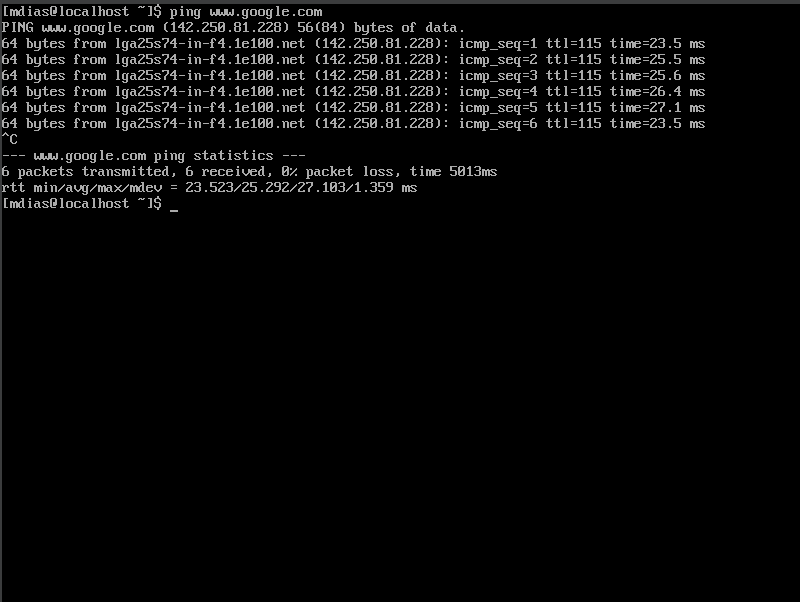 [mdias@localhost ~]$ ping www.google.com
PING www.google.com (142.250.81.228) 56(84) bytes of data.
64 bytes from lga25s74-in-f4.1e100.net (142.250.81.228): icmp_seq=1 ttl=115 time=23.5 ms
64 bytes from lga25s74-in-f4.1e100.net (142.250.81.228): icmp_seq=2 ttl=115 time=25.5 ms
64 bytes from lga25s74-in-f4.1e100.net (142.250.81.228): icmp_seq=3 ttl=115 time=25.6 ms
64 bytes from lga25s74-in-f4.1e100.net (142.250.81.228): icmp_seq=4 ttl=115 time=26.4 ms
64 bytes from lga25s74-in-f4.1e100.net (142.250.81.228): icmp_seq=5 ttl=115 time=27.1 ms
64 bytes from lga25s74-in-f4.1e100.net (142.250.81.228): icmp_seq=6 ttl=115 time=23.5 ms
^C
--- www.google.com ping statistics ---
6 packets transmitted, 6 received, 0% packet loss, time 5013ms
rtt min/avg/max/mdev = 23.523/25.292/27.103/1.359 ms
[mdias@localhost ~]$ _